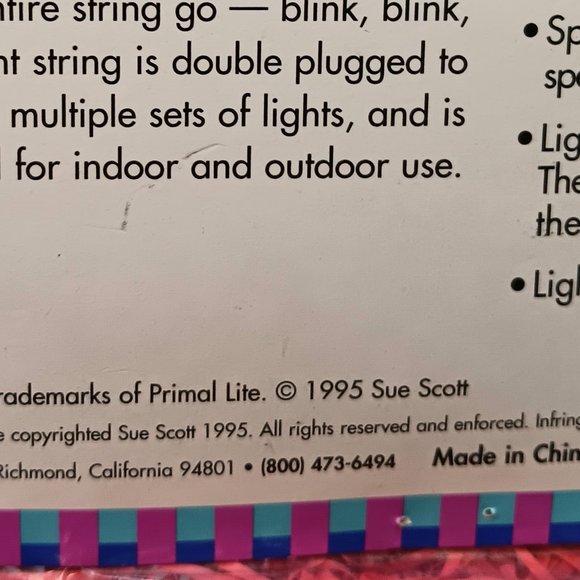 ntire string go — blink, blink,
nt string is double plugged to
multiple sets of lights, and is
for indoor and outdoor use.
• Sp
spe
• Lig
The
the
• Ligh
rademarks of Primal Lite. © 1995 Sue Scott
e copyrighted Sue Scott 1995. All rights reserved and enforced. Infring
Richmond, California 94801 • (800) 473-6494 Made in Chin